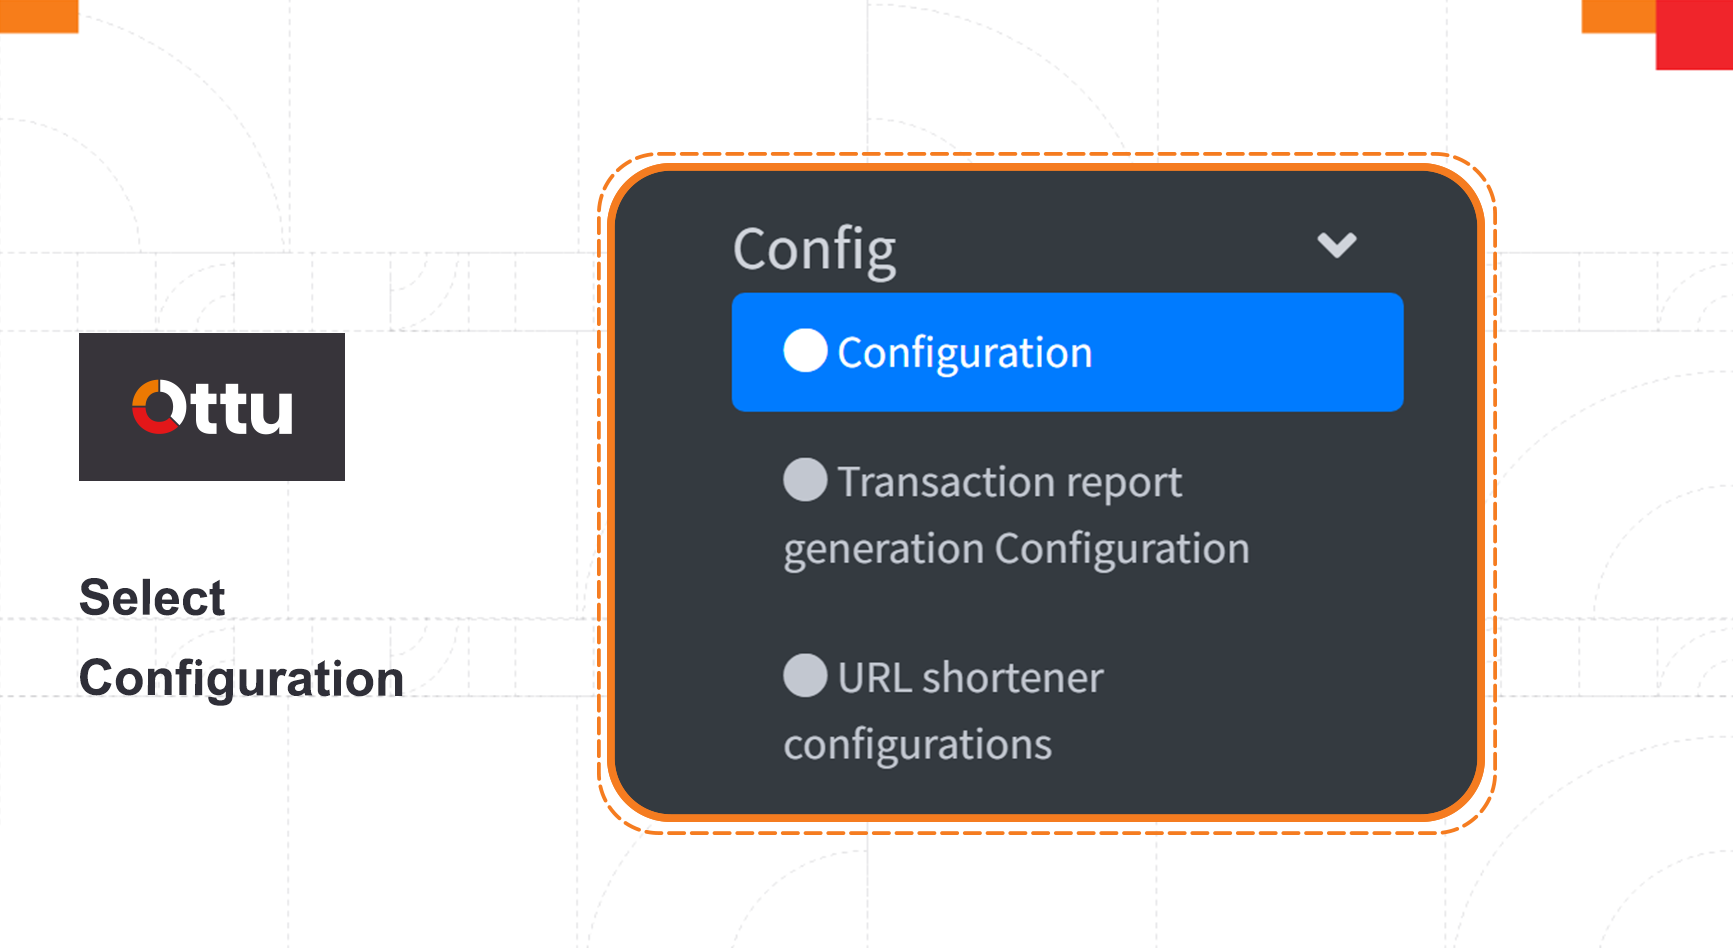 Ottu
Select
Configuration
Config
Configuration
Transaction report
generation Configuration
URL shortener
configurations